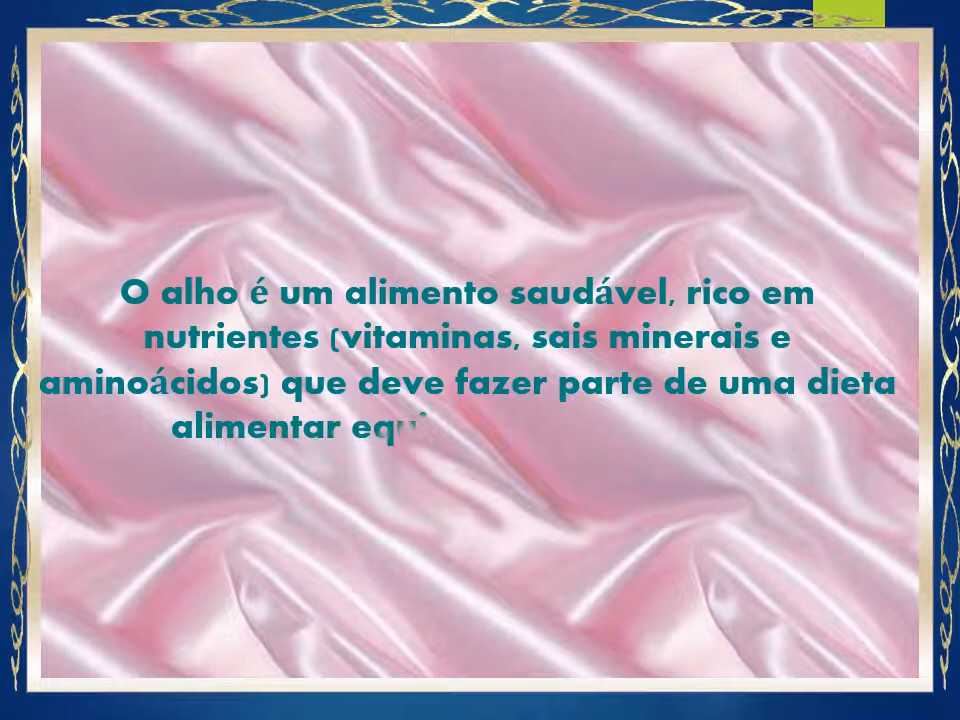 O alho é um alimento saudável, rico em
nutrientes (vitaminas, sais minerais e
aminoácidos) que deve fazer parte de uma dieta
alimentar